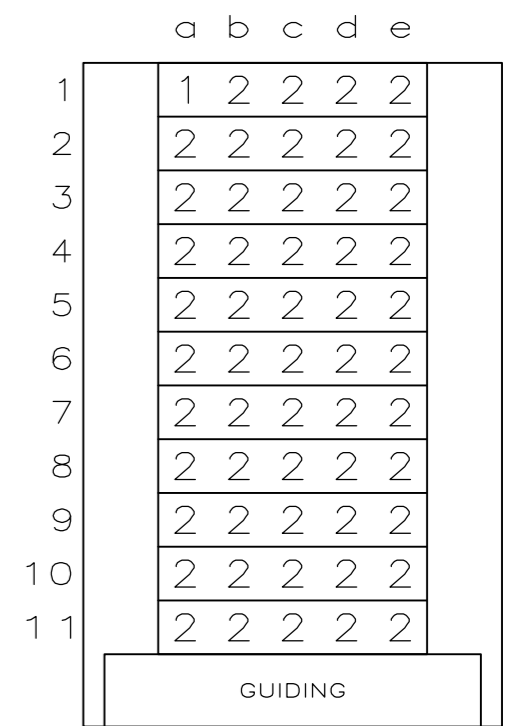 a b c d e
1 1 2 2 2 2
2 2 2 2 2 2
3 2 2 2 2 2
4 2 2 2 2 2
5 2 2 2 2 2
6 2 2 2 2 2
7 2 2 2 2 2
8 2 2 2 2 2
9 2 2 2 2 2
10 2 2 2 2 2
11 2 2 2 2 2
GUIDING